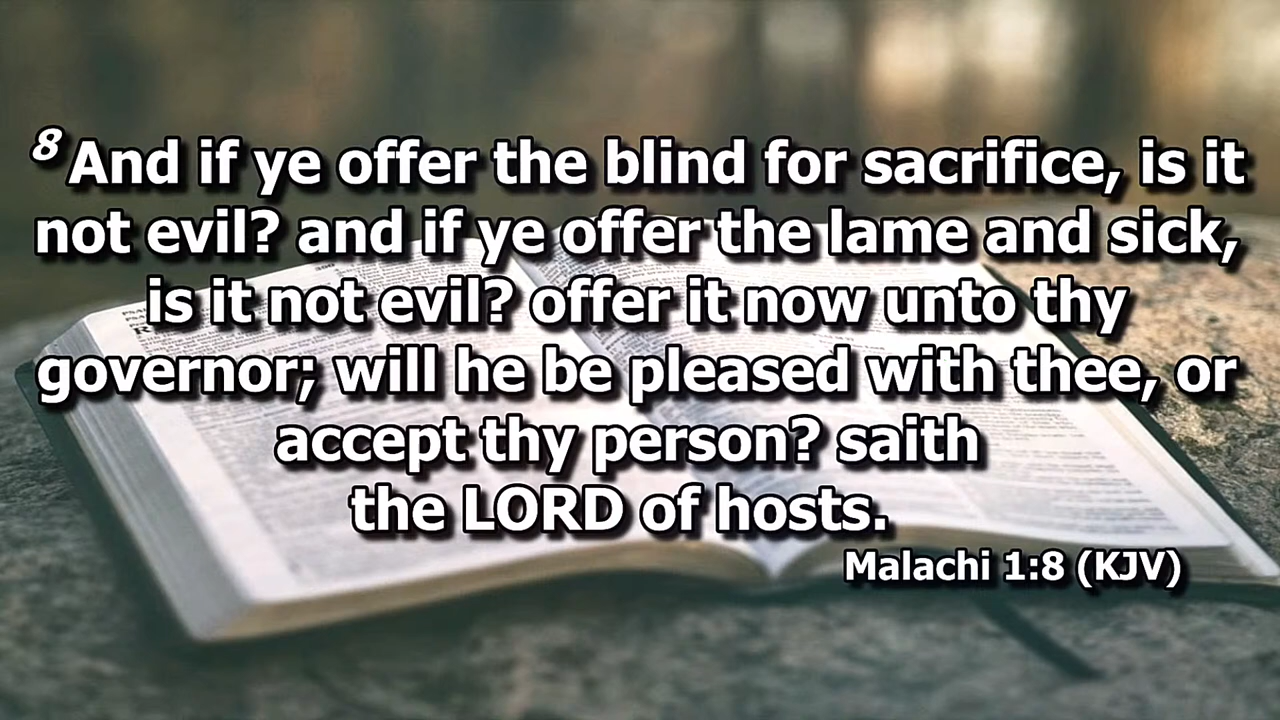 8 And if ye offer the blind for sacrifice, is it
not evil? and if ye offer the lame and sick,
is it not evil? offer it now unto thy
governor; will he be pleased with thee, or
accept thy person? saith
the LORD of hosts.
Malachi 1:8 (KJV)